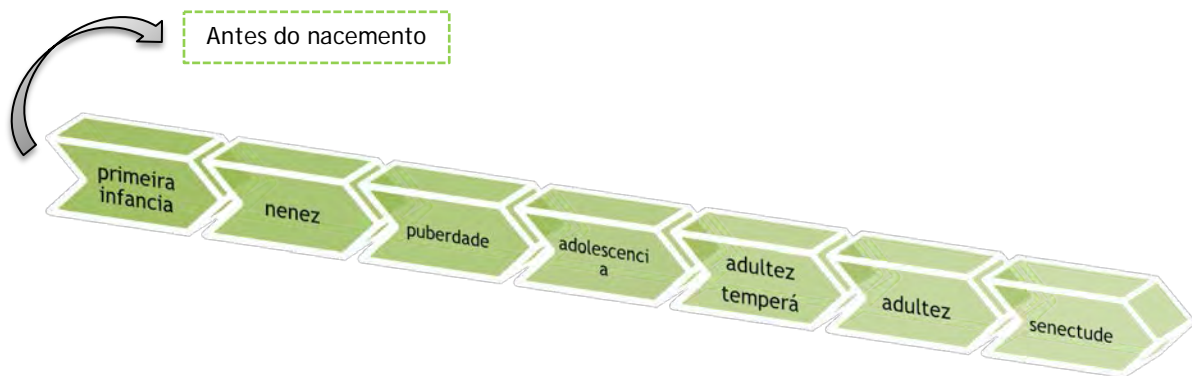 Antes do nacemento
primeira
infancia
nenez
puberdade
adolescenci
a
adultez
temperá
adultez
senectude